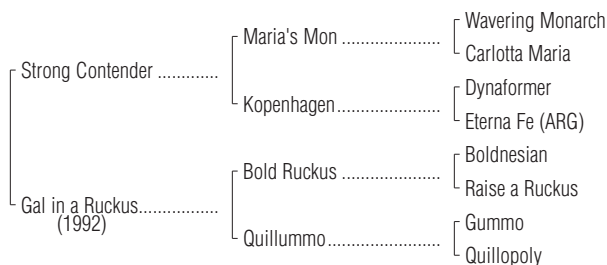 Wavering Monarch
Maria's Mon ......................
Carlotta Maria
Strong Contender .............
Dynaformer
Kopenhagen.......................
Eterna Fe (ARG)
Boldnesian
Bold Ruckus ......................
Raise a Ruckus
Gal in a Ruckus.................
(1992)
Gummo
Quillummo.........................
Quillopoly